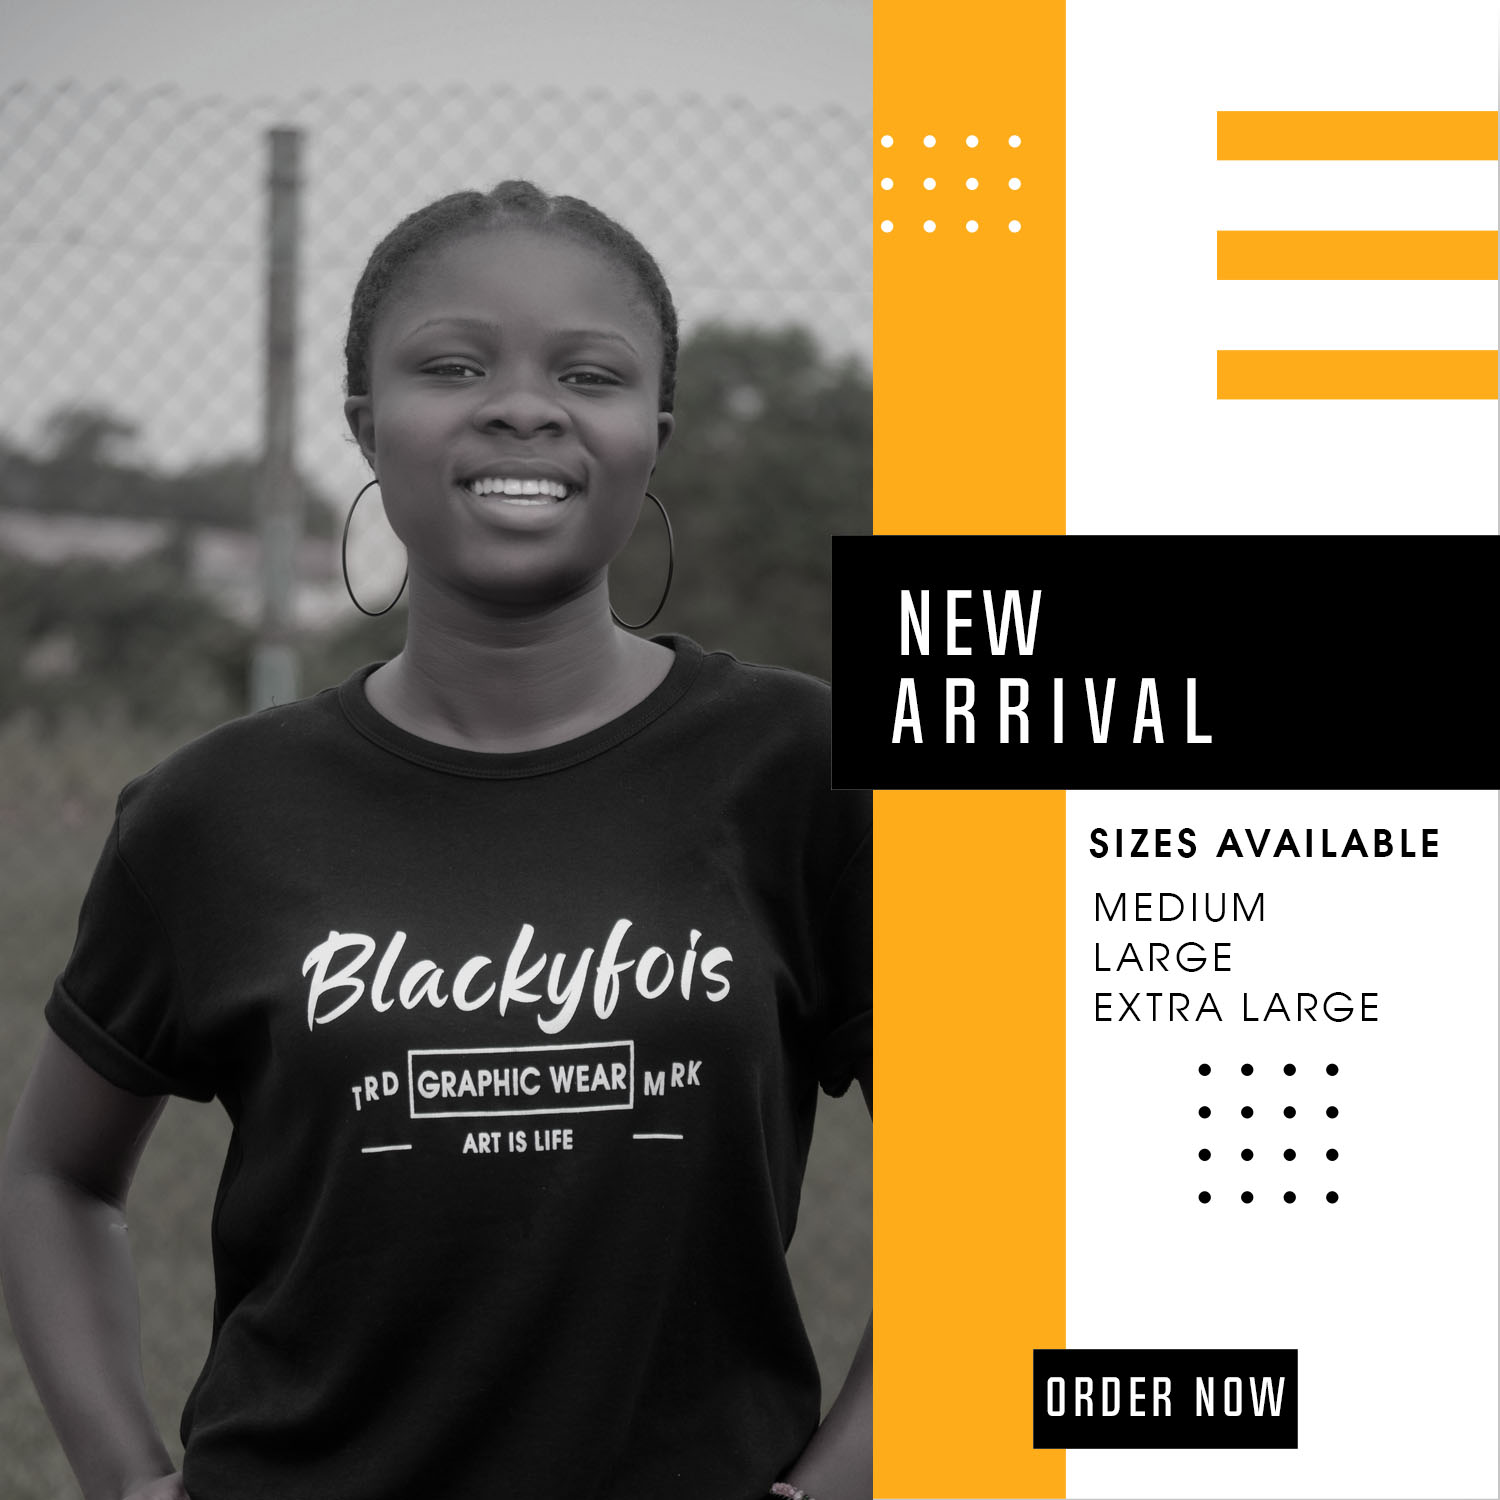 Blackyfois
TRD GRAPHIC WEAR MRK
ART IS LIFE
NEW
ARRIVAL
SIZES AVAILABLE
MEDIUM
LARGE
EXTRA LARGE
ORDER NOW